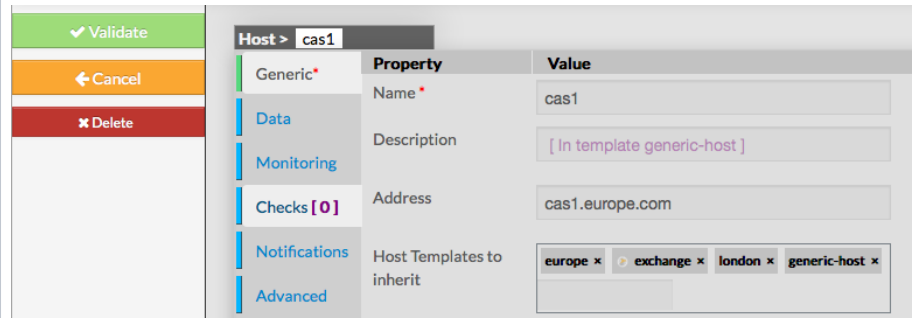 Validate
Cancel
Delete
Host > cas1
Generic*
Data
Monitoring
Checks [ 0 ]
Notifications
Advanced
Property Value
Name * cas1
Description [ In template generic-host ]
Address cas1.europe.com
Host Templates to inherit europe × exchange × london × generic-host ×